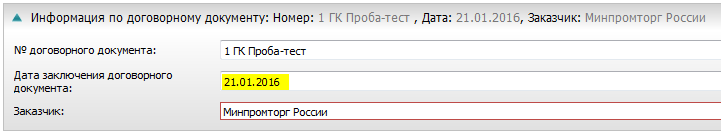 Информация по договорному документу: Номер: 1 ГК Проба-тест , Дата: 21.01.2016, Заказчик: Минпромторг России
№ договорного документа:
1 ГК Проба-тест
Дата заключения договорного
документа:
21.01.2016
Заказчик:
Минпромторг России